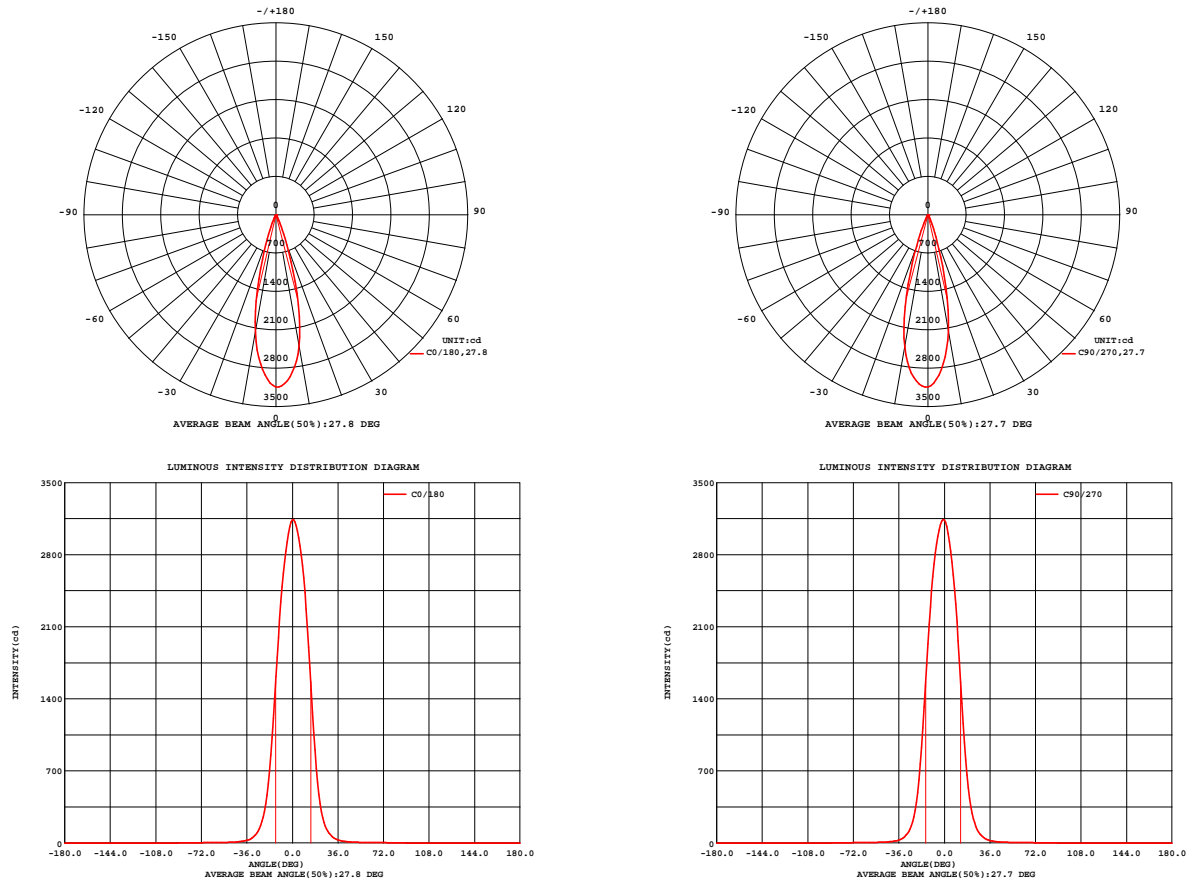 -/+180
-150 150
-120 120
-90 90
-60 60
-30 30
0
0
700
1400
2100
2800
3500
UNIT:cd
C0/180,27.8
AVERAGE BEAM ANGLE(50%):27.8 DEG
-/+180
-150 150
-120 120
-90 90
-60 60
-30 30
0
0
700
1400
2100
2800
3500
UNIT:cd
C90/270,27.7
AVERAGE BEAM ANGLE(50%):27.7 DEG
LUMINOUS INTENSITY DISTRIBUTION DIAGRAM
C0/180
INTENSITY(cd)
3500
2800
2100
1400
700
0
-180.0 -144.0 -108.0 -72.0 -36.0 0.0 36.0 72.0 108.0 144.0 180.0
ANGLE(DEG)
AVERAGE BEAM ANGLE(50%):27.8 DEG
LUMINOUS INTENSITY DISTRIBUTION DIAGRAM
C90/270
INTENSITY(cd)
3500
2800
2100
1400
700
0
-180.0 -144.0 -108.0 -72.0 -36.0 0.0 36.0 72.0 108.0 144.0 180.0
ANGLE(DEG)
AVERAGE BEAM ANGLE(50%):27.7 DEG